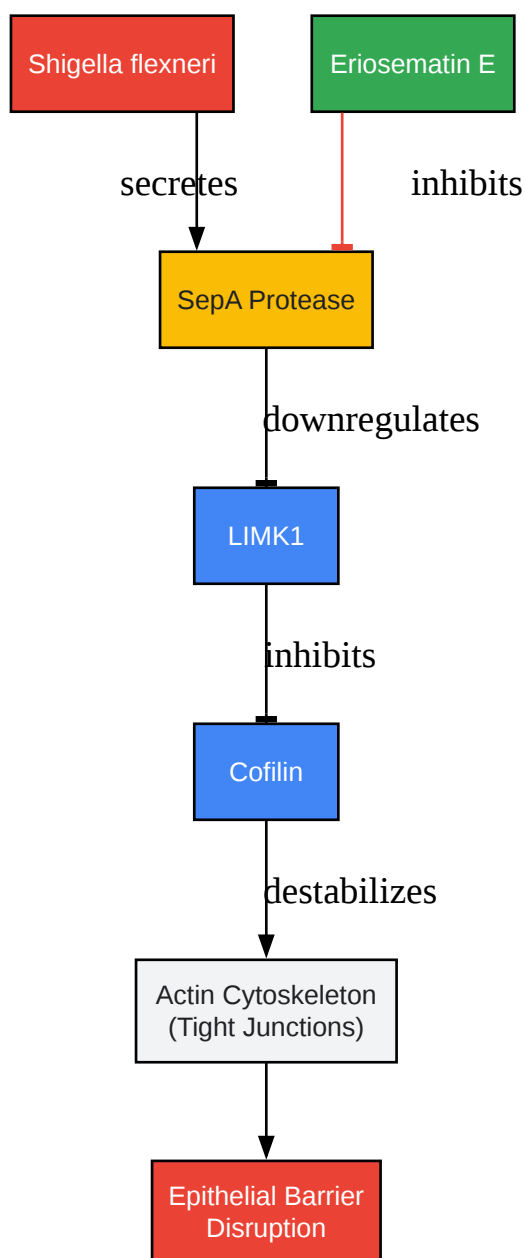 Shigella flexneri
Eriosematin E
secretes
inhibits
SepA Protease
downregulates
LIMK1
inhibits
Cofilin
destabilizes
Actin Cytoskeleton
(Tight Junctions)
Epithelial Barrier
Disruption